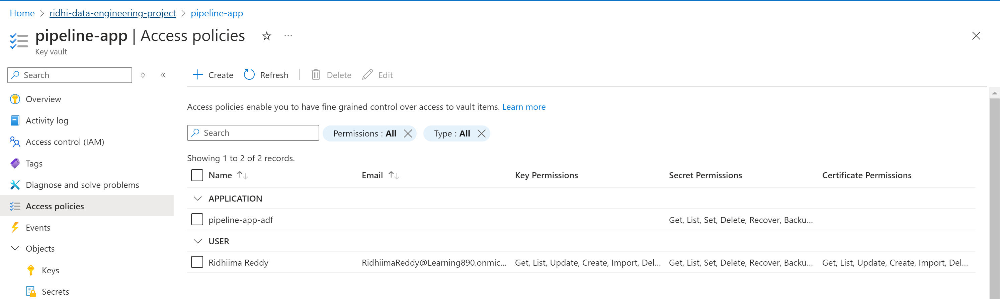 Home > ridhi-data-engineering-project > pipeline-app
pipeline-app | Access policies ☆ ···
Key vault
Search
Overview
Activity log
Access control (IAM)
Tags
Diagnose and solve problems
Access policies
Events
Objects
Keys
Secrets
Create Refresh Delete Edit
Access policies enable you to have fine grained control over access to vault items. Learn more
Search Permissions : All Type : All
Showing 1 to 2 of 2 records.
Name Email Key Permissions Secret Permissions Certificate Permissions
APPLICATION
pipeline-app-adf Get, List, Set, Delete, Recover, Backu...
USER
Ridhiima Reddy RidhiimaReddy@Learning890.onmic... Get, List, Update, Create, Import, Del... Get, List, Set, Delete, Recover, Backu... Get, List, Update, Create, Import, Del...